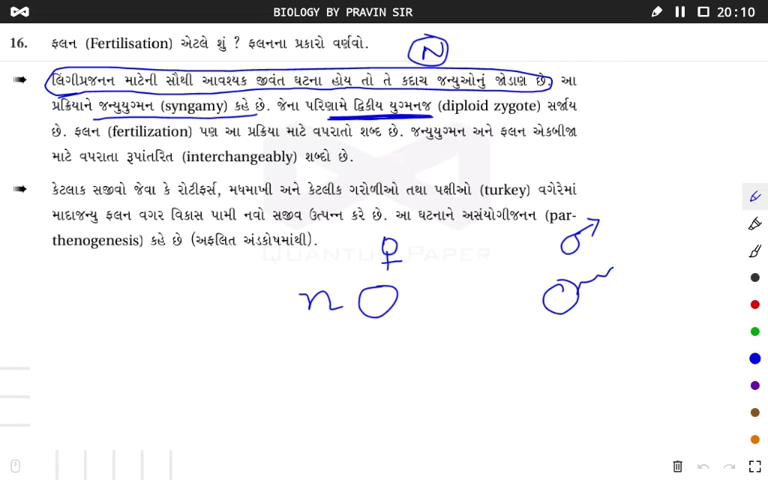 BIOLOGY BY PRAVIN SIR
20:10
16. ફલન (Fertilisation) એટલે શું ? ફલનના પ્રકારો વર્ણવો.
N
લિંગીપ્રજનન માટેની સૌથી આવશ્યક જીવંત ઘટના હોય તો તે કદાચ જન્યુઓનું જોડાણ છે. આ
પ્રક્રિયાને જન્યુયુગ્મન (syngamy) કહે છે. જેના પરિણામે દ્વિકીય યુગ્મનજ (diploid zygote) સર્જાય
છે. ફલન (fertilization) પણ આ પ્રક્રિયા માટે વપરાતો શબ્દ છે. જન્યુયુગ્મન અને ફલન એકબીજા
માટે વપરાતા રૂપાંતરિત (interchangeably) શબ્દો છે.
કેટલાક સજીવો જેવા કે રોટીફર્સ, મધમાખી અને કેટલીક ગરોળીઓ તથા પક્ષીઓ (turkey) વગેરેમાં
માદાજન્યુ ફલન વગર વિકાસ પામી નવો સજીવ ઉત્પન્ન કરે છે. આ ઘટનાને અસંયોગીજનન (par-
thenogenesis) કહે છે (અફલિત અંડકોષમાંથી).
QUANTUM PAPER
♀ ♂
n